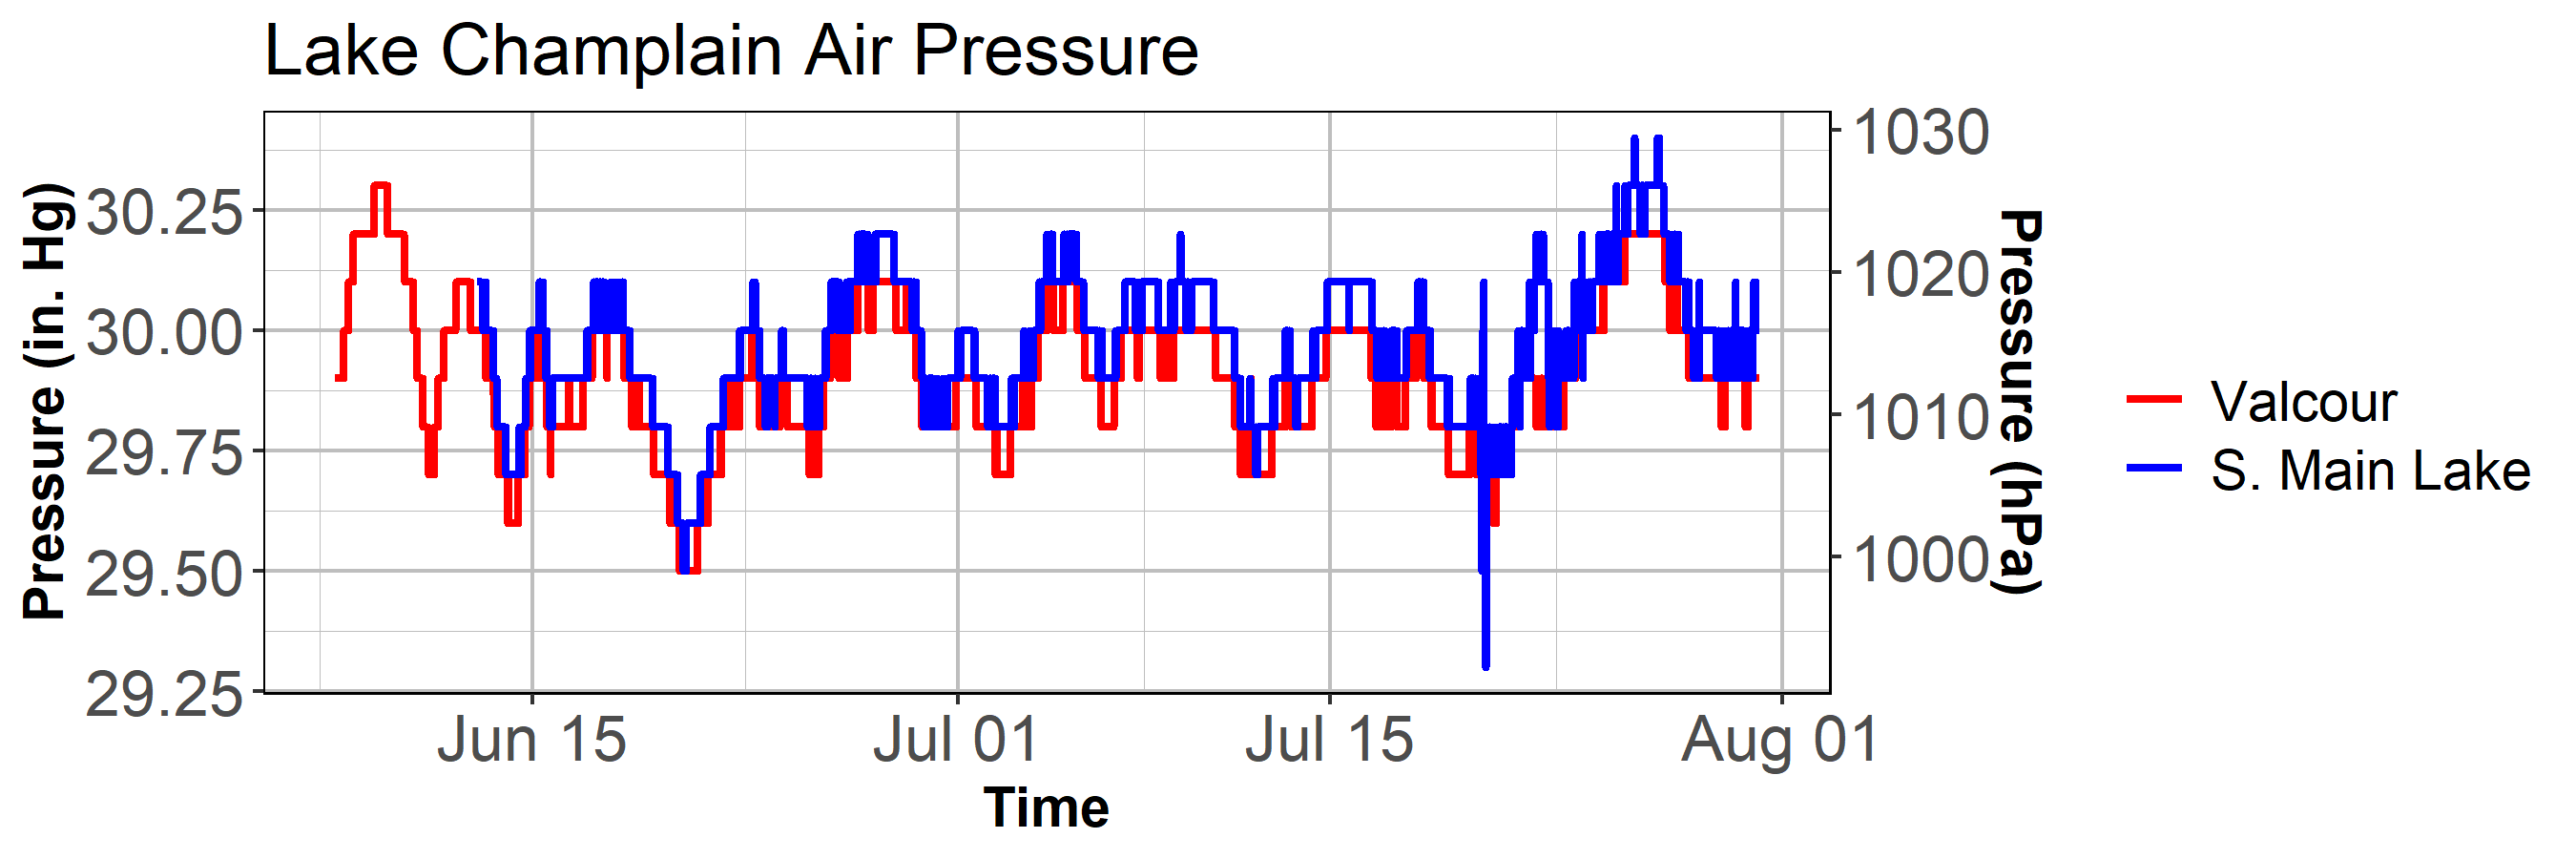 Lake Champlain Air Pressure
Pressure (in. Hg)
30.25
30.00
29.75
29.50
29.25
1030
1020
1010
1000
Pressure (hPa)
Jun 15
Jul 01
Jul 15
Aug 01
Time
Valcour
S. Main Lake